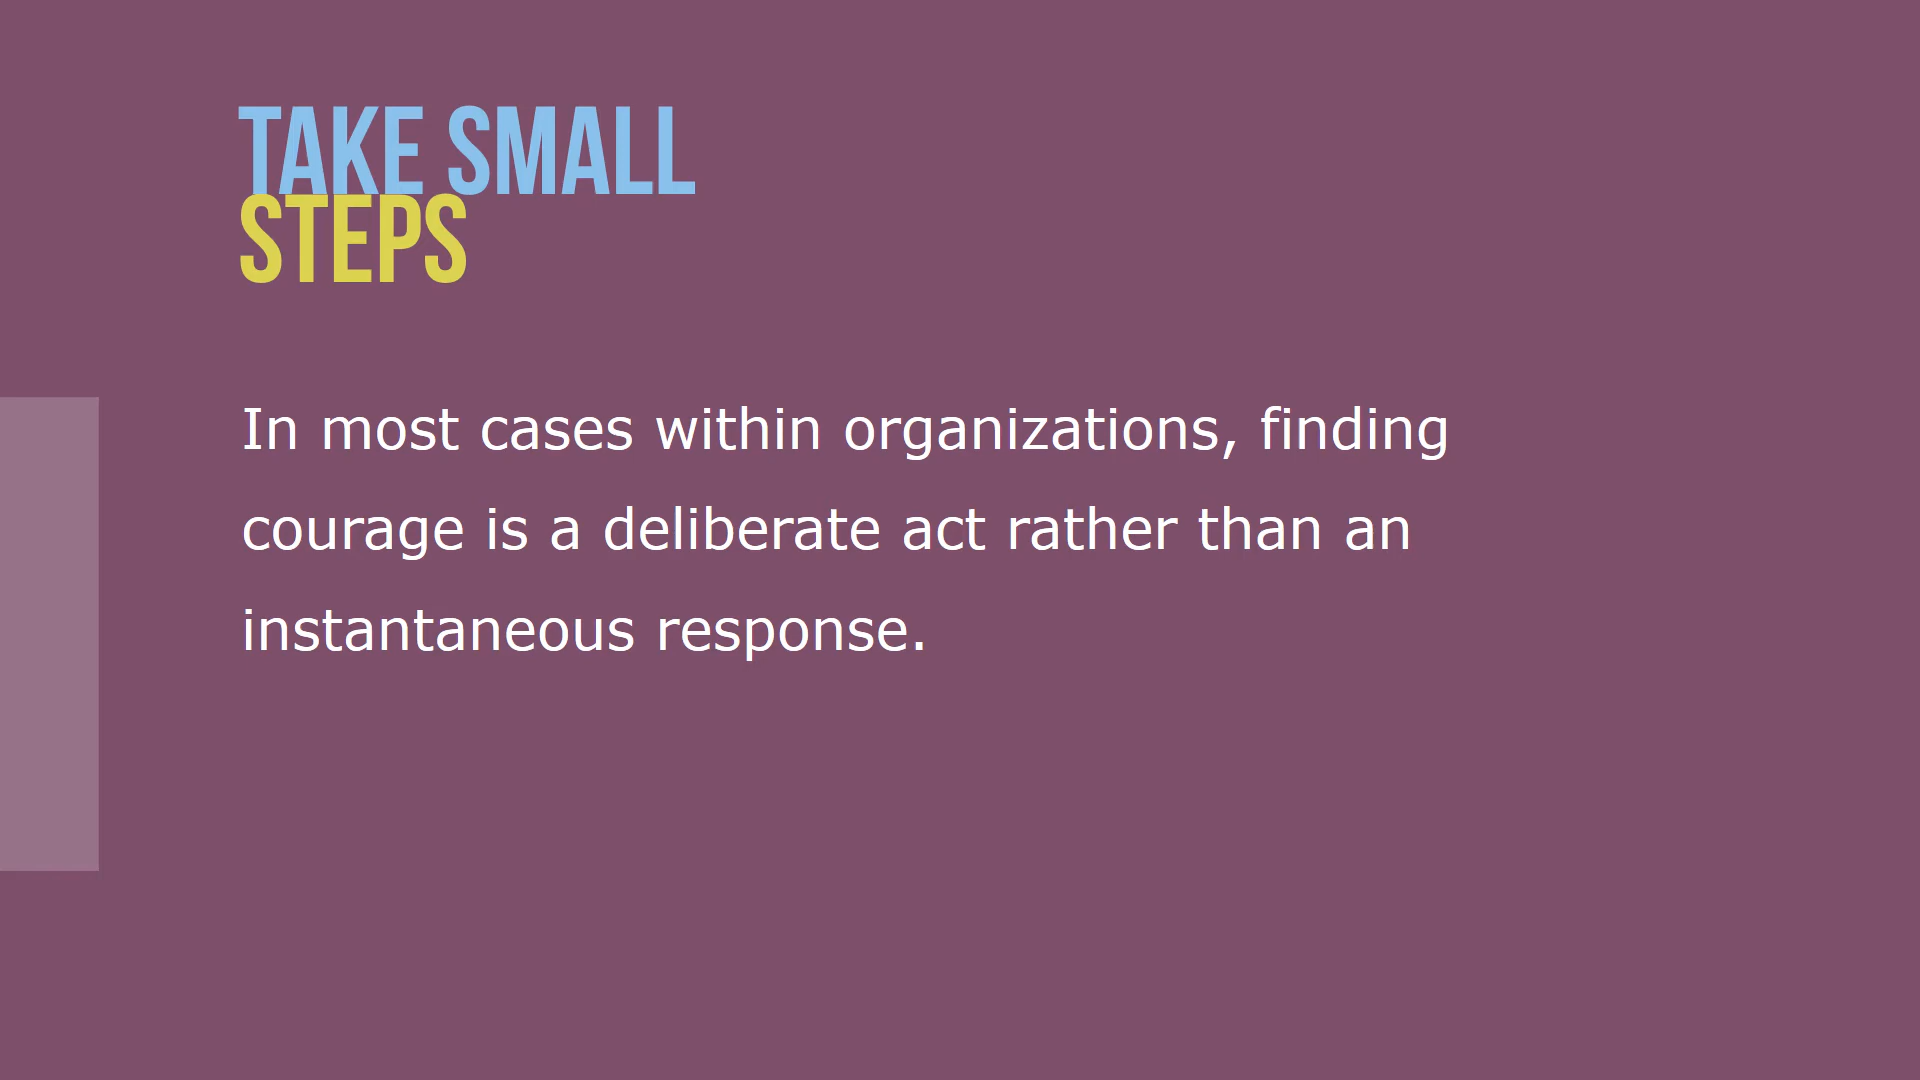 TAKE SMALL
STEPS
In most cases within organizations, finding
courage is a deliberate act rather than an
instantaneous response.